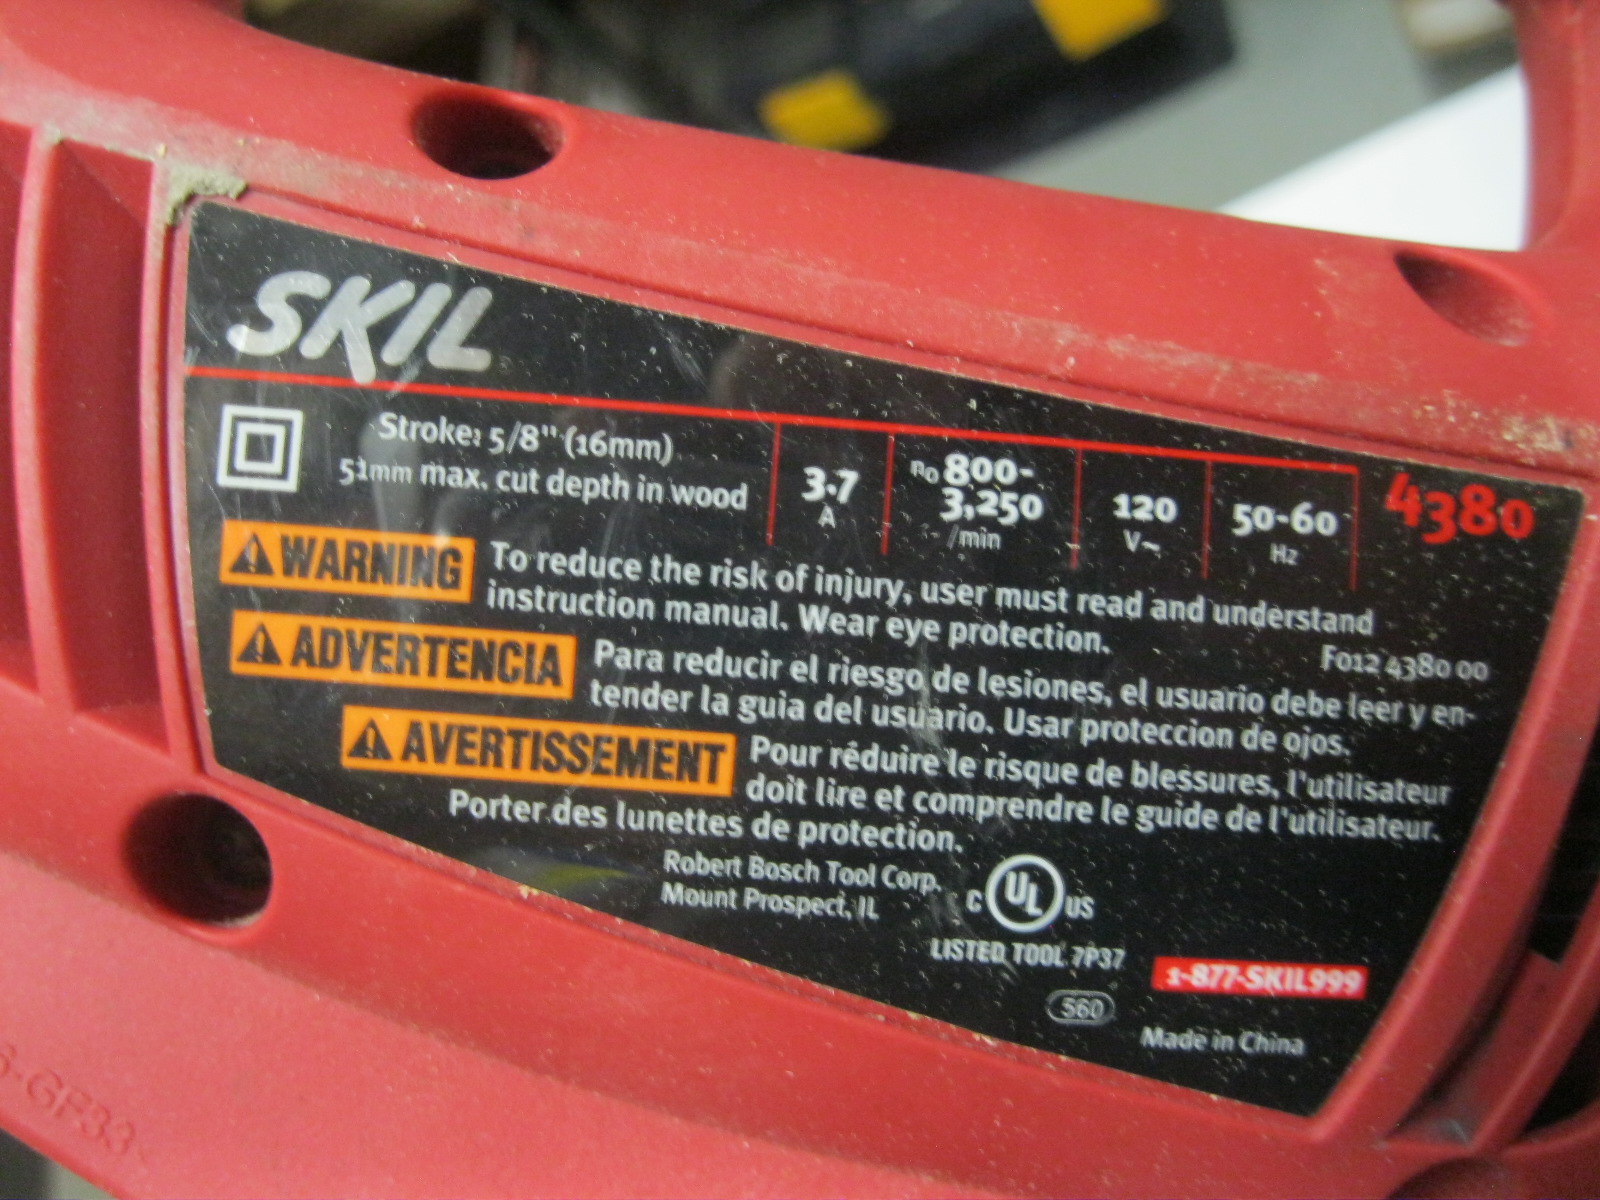 SKIL
Stroke: 5/8" (16mm)
51mm max. cut depth in wood
3.7
A
n₀ 800-
3,250
/min
120
V~
50-60
Hz
4380
WARNING To reduce the risk of injury, user must read and understand
instruction manual. Wear eye protection.
F012 4380 00
ADVERTENCIA Para reducir el riesgo de lesiones, el usuario debe leer y en-
tender la guia del usuario. Usar proteccion de ojos.
AVERTISSEMENT Pour réduire le risque de blessures, l'utilisateur
doit lire et comprendre le guide de l'utilisateur.
Porter des lunettes de protection.
Robert Bosch Tool Corp.
Mount Prospect, IL
C UL US
LISTED TOOL 7P37
1-877-SKIL999
560
Made in China
-GF33